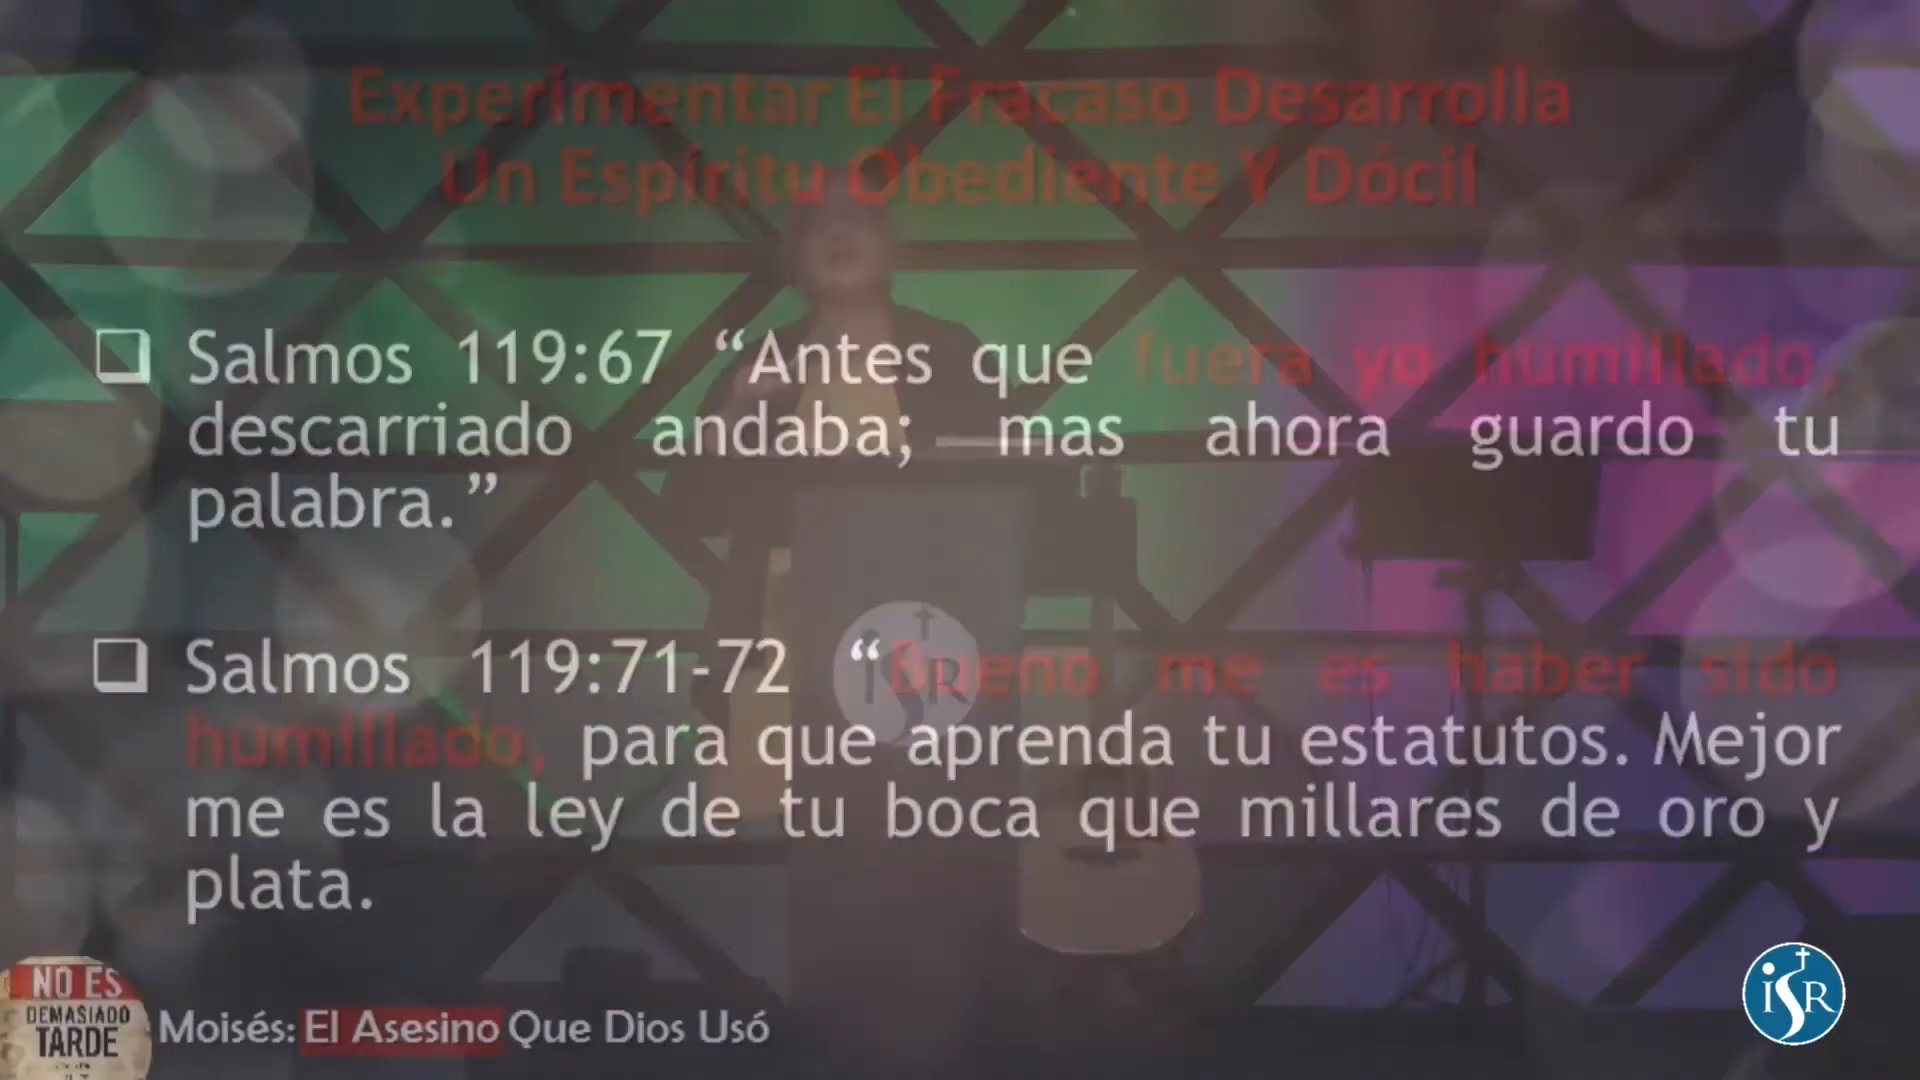 Experimentar El Fracaso Desarrolla
Un Espíritu Obediente Y Dócil
Salmos 119:67 “Antes que fuera yo humillado,
descarriado andaba; mas ahora guardo tu
palabra.”
Salmos 119:71-72 “Bueno me es haber sido
humillado, para que aprenda tu estatutos. Mejor
me es la ley de tu boca que millares de oro y
plata.
iSR
NO ES
DEMASIADO
TARDE
Moisés: El Asesino Que Dios Usó
iSR